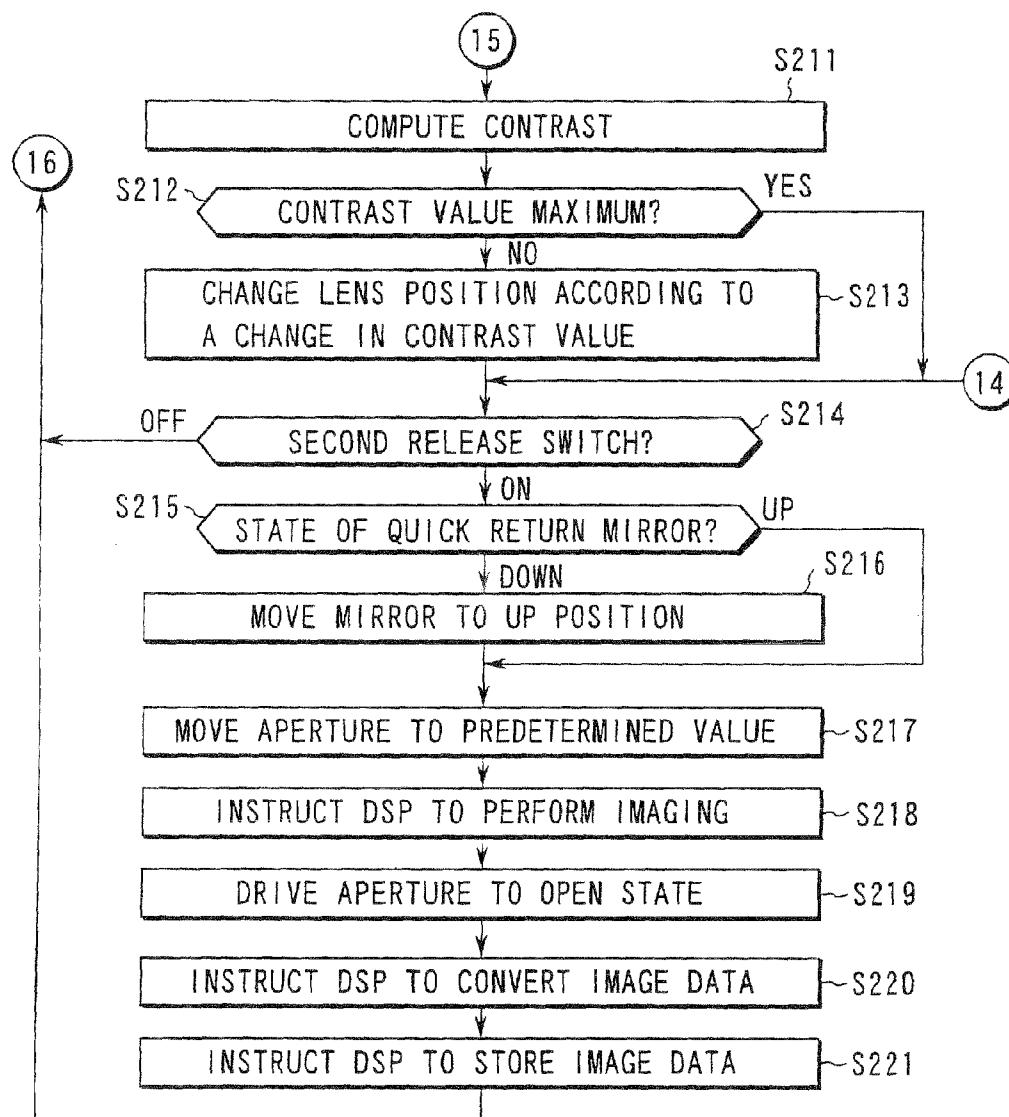 15
S211
COMPUTE CONTRAST
16
S212
CONTRAST VALUE MAXIMUM?
YES
NO
CHANGE LENS POSITION ACCORDING TO
A CHANGE IN CONTRAST VALUE
S213
14
S214
OFF
SECOND RELEASE SWITCH?
ON
S215
STATE OF QUICK RETURN MIRROR?
UP
DOWN
S216
MOVE MIRROR TO UP POSITION
MOVE APERTURE TO PREDETERMINED VALUE
S217
INSTRUCT DSP TO PERFORM IMAGING
S218
DRIVE APERTURE TO OPEN STATE
S219
INSTRUCT DSP TO CONVERT IMAGE DATA
S220
INSTRUCT DSP TO STORE IMAGE DATA
S221